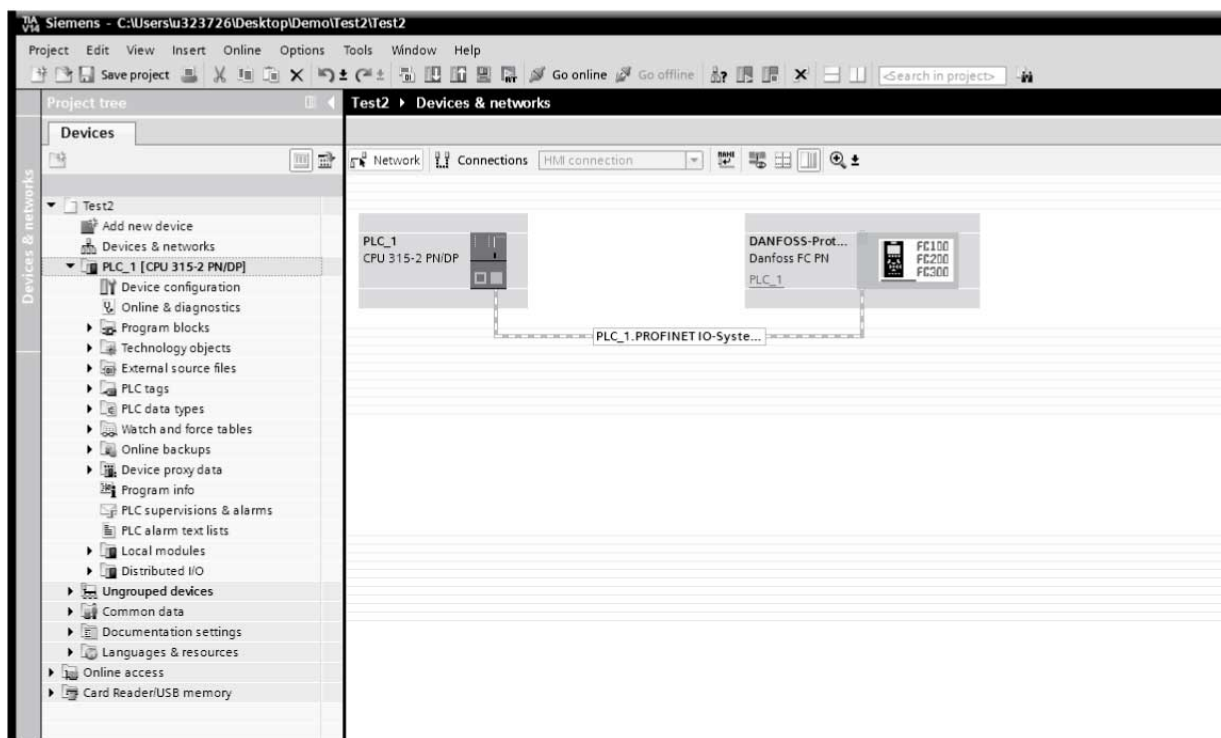 TIA V14 Siemens - C:\Users\u323726\Desktop\Demo\Test2\Test2
Project Edit View Insert Online Options Tools Window Help
Save project Go online Go offline <Search in project>
Project tree
Test2 Devices & networks
Devices
Devices & networks
Network Connections HMI connection
Test2
Add new device
Devices & networks
PLC_1 [CPU 315-2 PN/DP]
Device configuration
Online & diagnostics
Program blocks
Technology objects
External source files
PLC tags
PLC data types
Watch and force tables
Online backups
Device proxy data
Program info
PLC supervisions & alarms
PLC alarm text lists
Local modules
Distributed I/O
Ungrouped devices
Common data
Documentation settings
Languages & resources
Online access
Card Reader/USB memory
PLC_1
CPU 315-2 PN/DP
DANFOSS-Prot...
Danfoss FC PN
PLC_1
FC100
FC200
FC300
PLC_1.PROFINET IO-Syste...